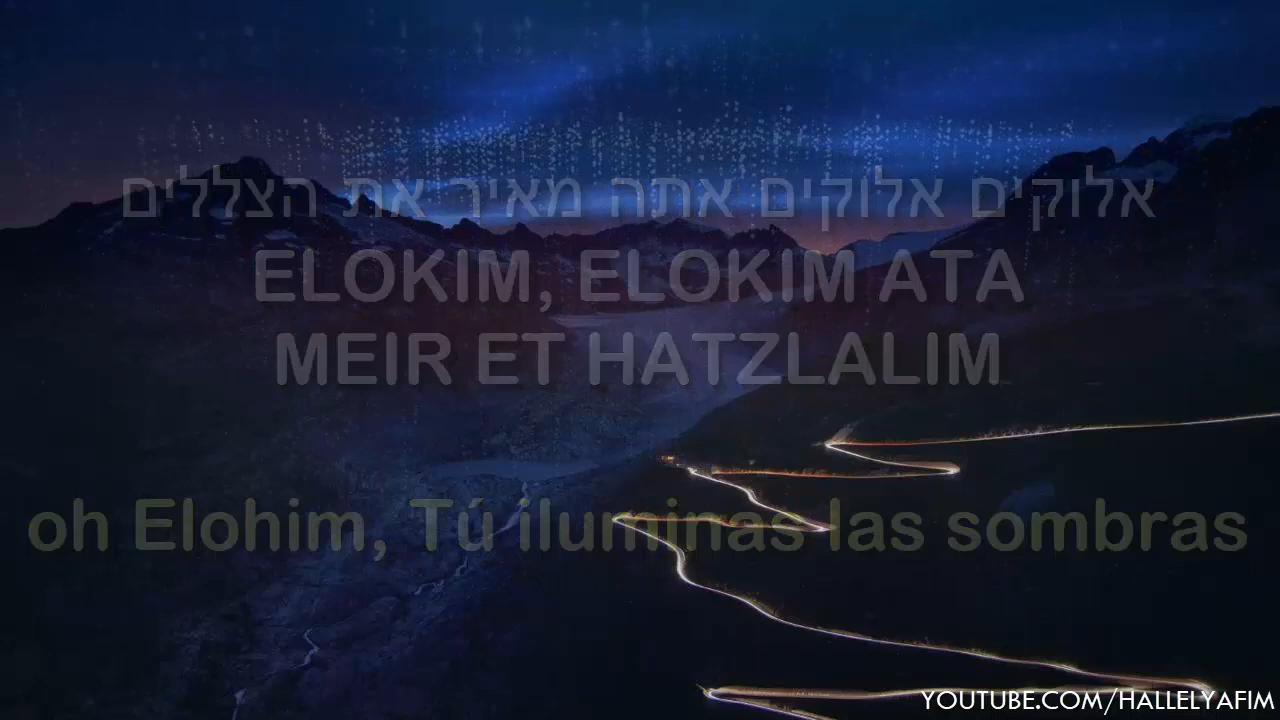 אלוקים אלוקים אתה מאיר את הצללים
ELOKIM, ELOKIM ATA
MEIR ET HATZLALIM
oh Elohim, Tú iluminas las sombras
YOUTUBE.COM/HALLELYAFIM